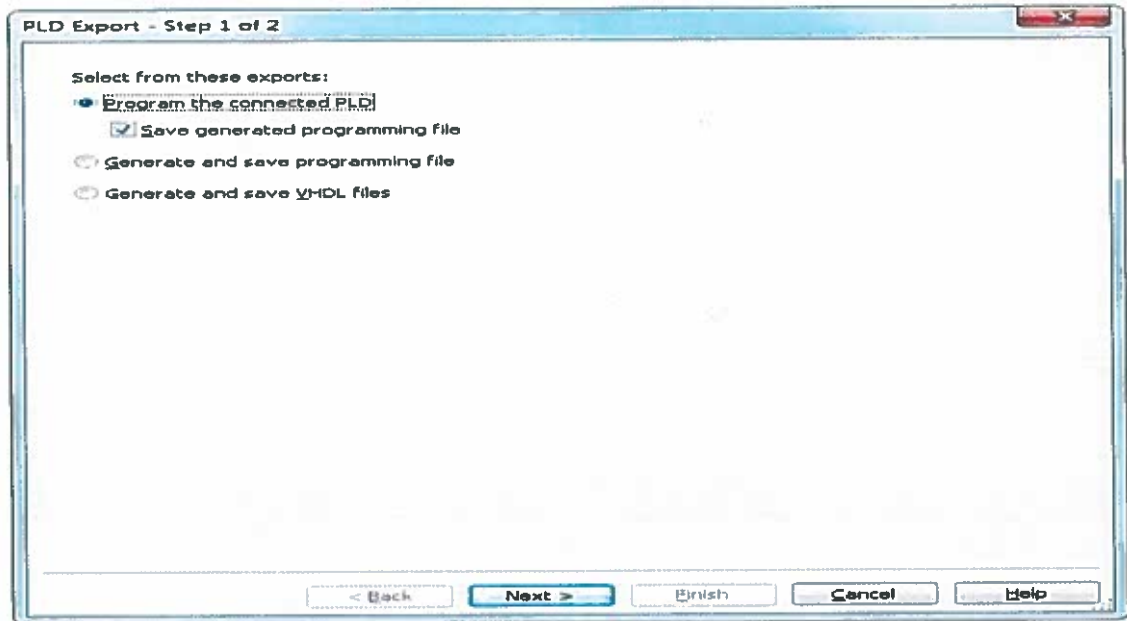 PLD Export - Step 1 of 2
Select from these exports:
Program the connected PLD
Save generated programming file
Generate and save programming file
Generate and save VHDL files
< Back Next > Finish Cancel Help